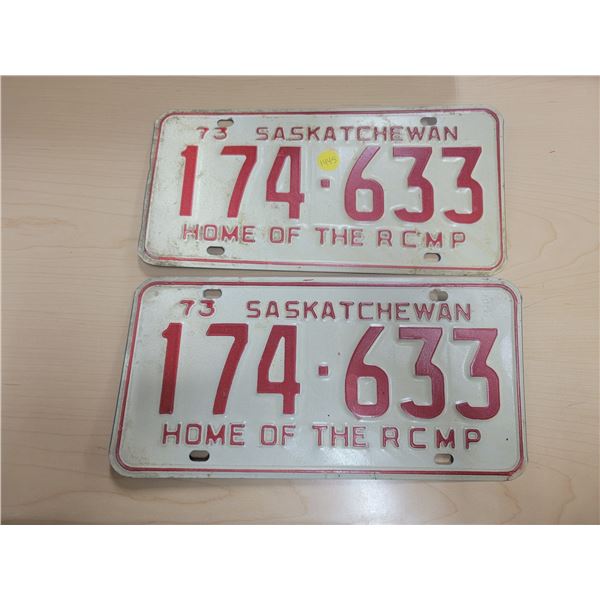 73 SASKATCHEWAN
174·633
HOME OF THE RCMP
73 SASKATCHEWAN
174·633
HOME OF THE RCMP